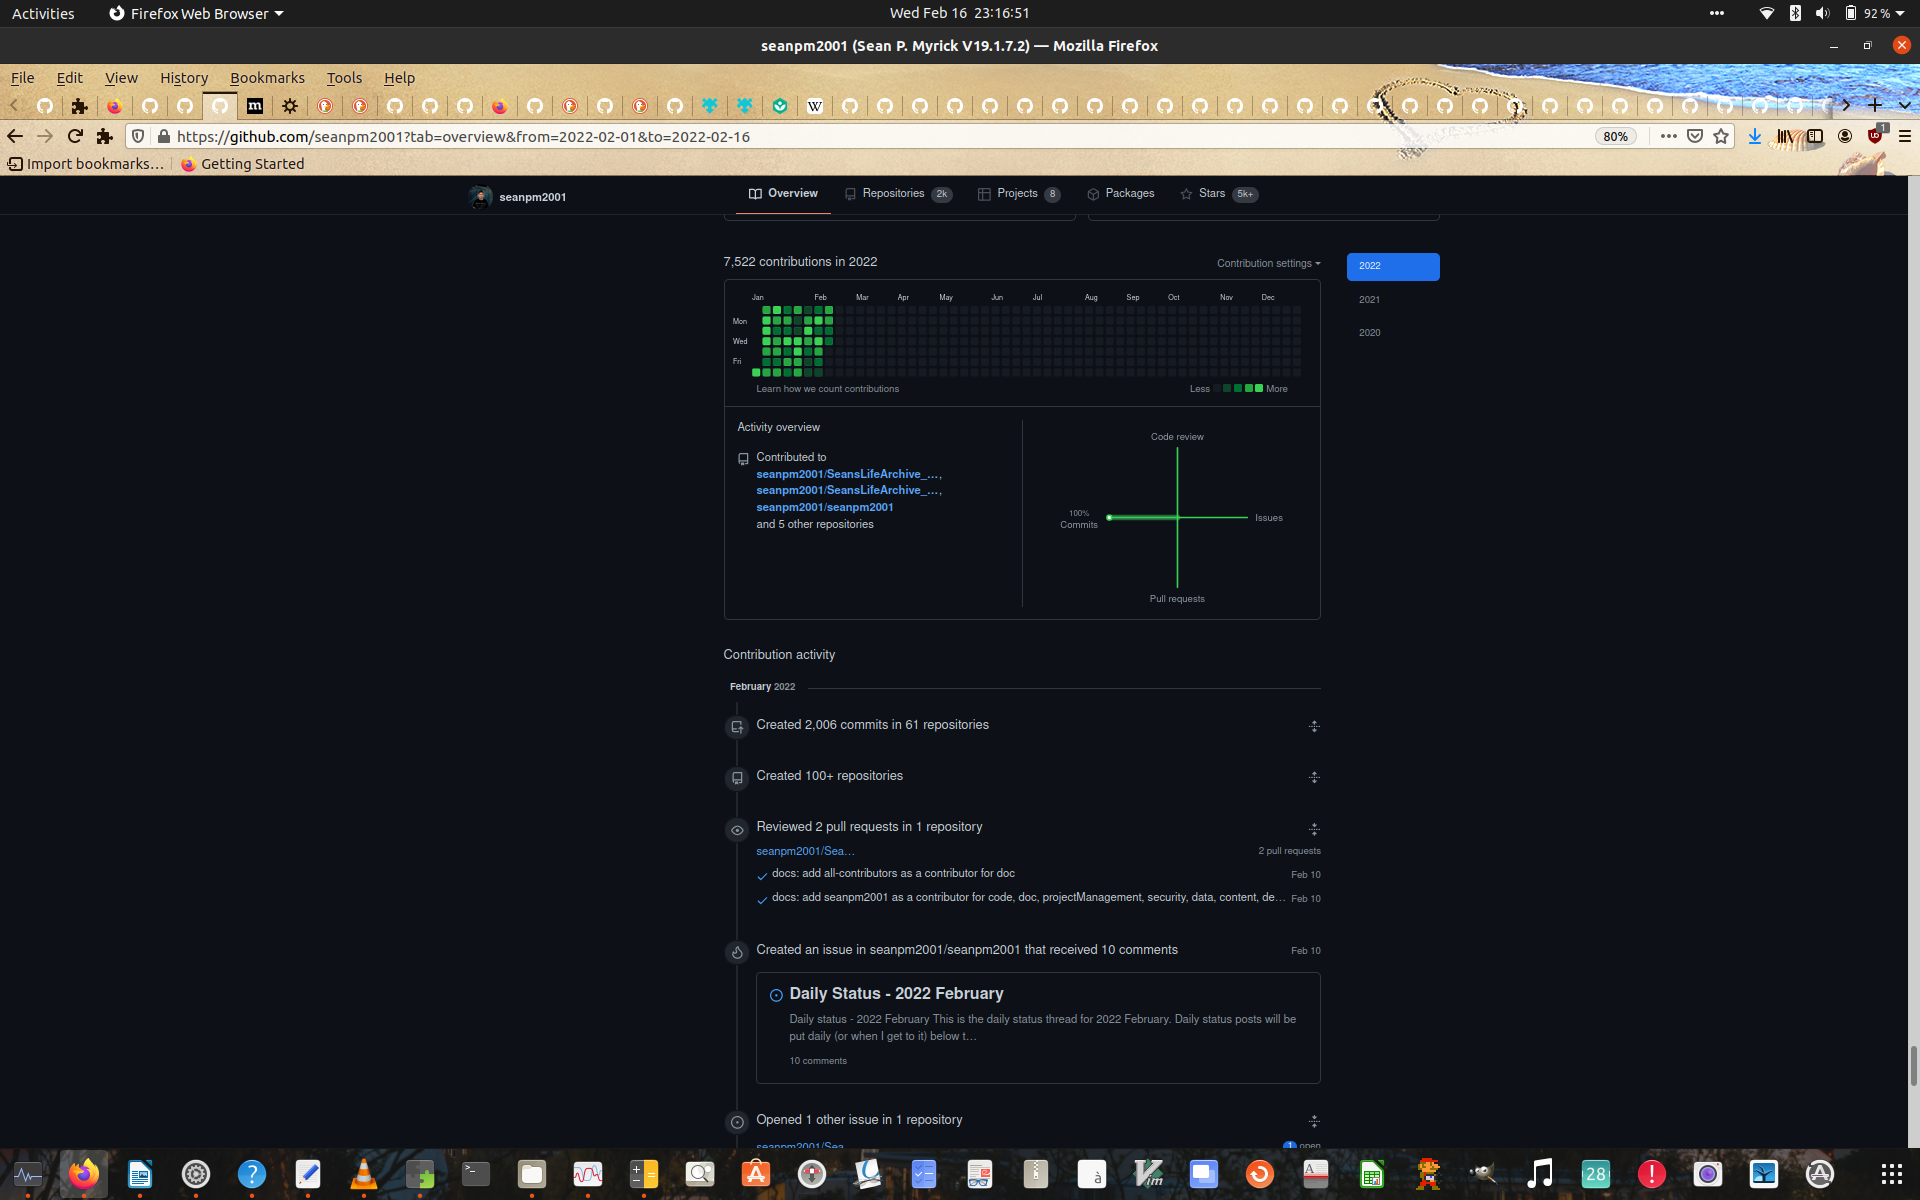 Activities
Firefox Web Browser
Wed Feb 16 23:16:51
92 %
seanpm2001 (Sean P. Myrick V19.1.7.2) — Mozilla Firefox
File Edit View History Bookmarks Tools Help
https://github.com/seanpm2001?tab=overview&from=2022-02-01&to=2022-02-16
80%
1
Import bookmarks…
Getting Started
seanpm2001
Overview
Repositories 2k
Projects 8
Packages
Stars 5k+
7,522 contributions in 2022
Contribution settings
2022
2021
2020
Jan Feb Mar Apr May Jun Jul Aug Sep Oct Nov Dec
Mon
Wed
Fri
Learn how we count contributions
Less More
Activity overview
Contributed to
seanpm2001/SeansLifeArchive_…,
seanpm2001/SeansLifeArchive_…,
seanpm2001/seanpm2001
and 5 other repositories
Code review
100%
Commits
Issues
Pull requests
Contribution activity
February 2022
Created 2,006 commits in 61 repositories
Created 100+ repositories
Reviewed 2 pull requests in 1 repository
seanpm2001/Sea…
2 pull requests
docs: add all-contributors as a contributor for doc
Feb 10
docs: add seanpm2001 as a contributor for code, doc, projectManagement, security, data, content, de…
Feb 10
Created an issue in seanpm2001/seanpm2001 that received 10 comments
Feb 10
Daily Status - 2022 February
Daily status - 2022 February This is the daily status thread for 2022 February. Daily status posts will be
put daily (or when I get to it) below t…
10 comments
Opened 1 other issue in 1 repository
seanpm2001/Sea…
1 open
28